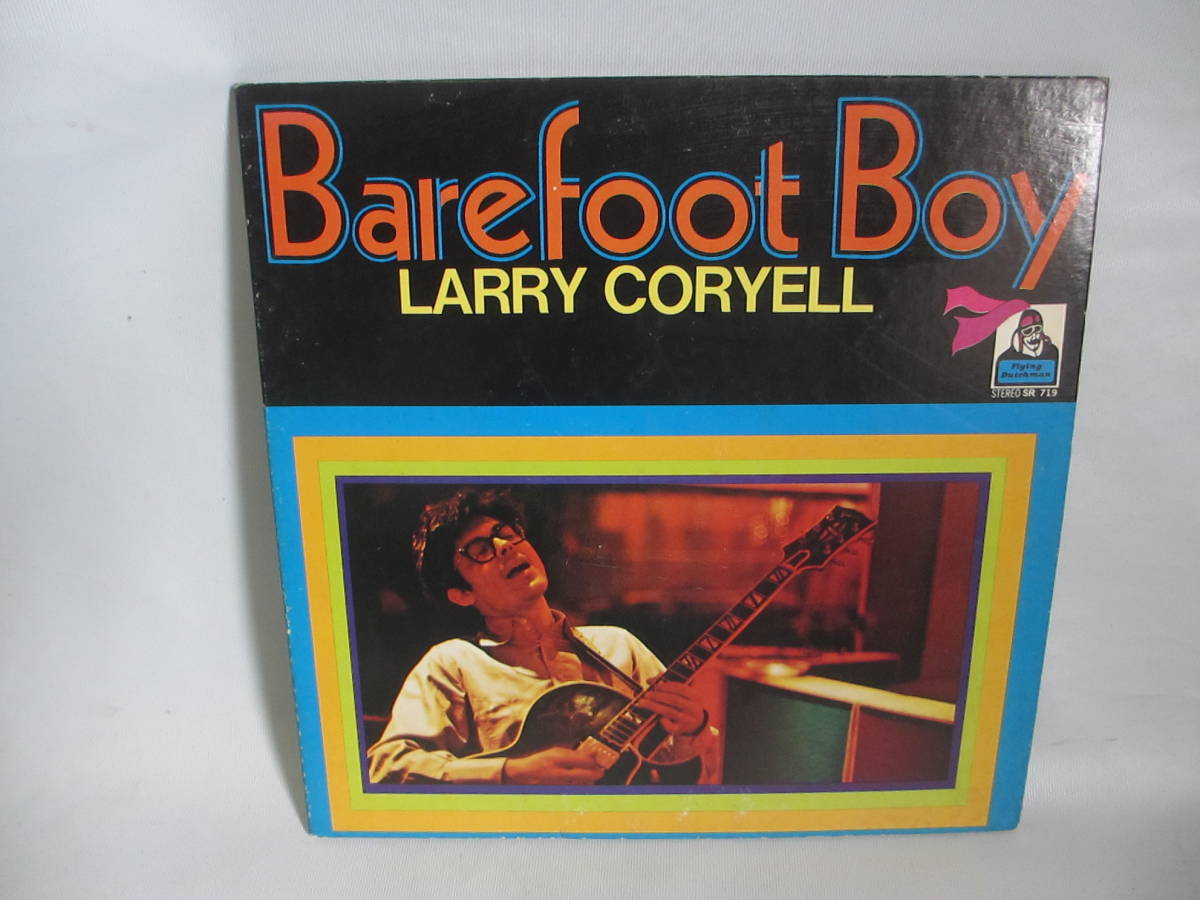 Barefoot Boy
LARRY CORYELL
Flying
Dutchman
STEREO SR 719